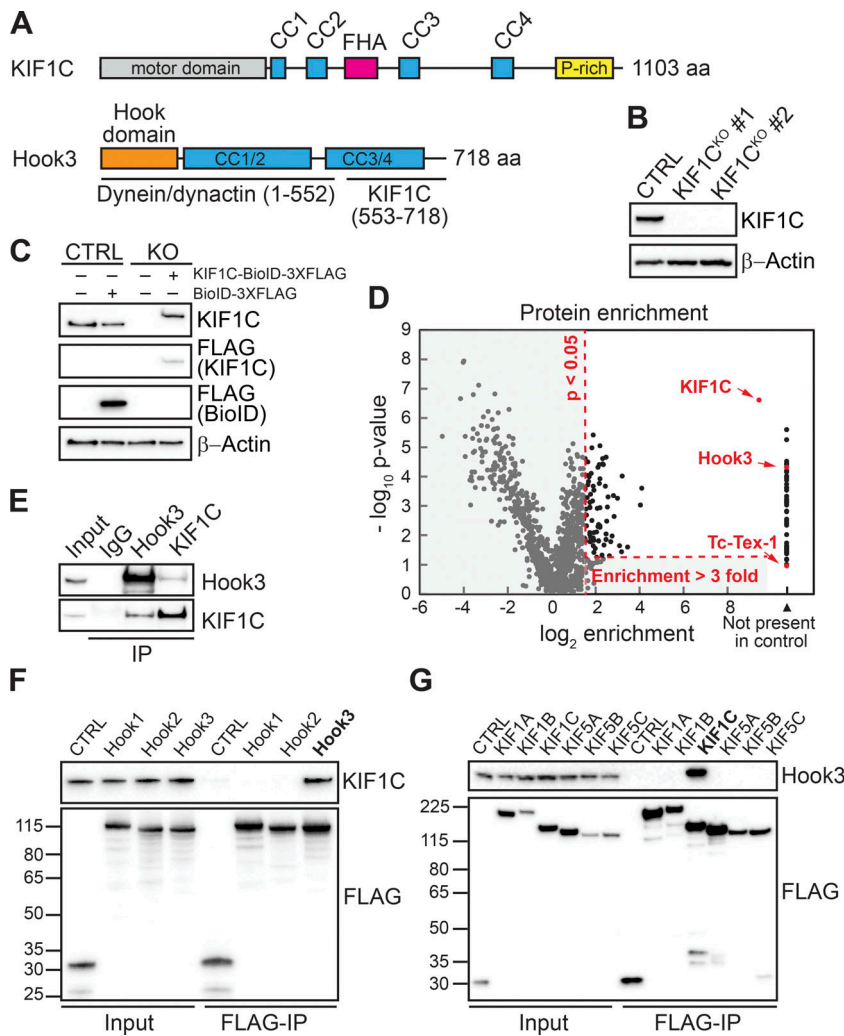 A
CC1 CC2 FHA CC3 CC4
KIF1C motor domain P-rich 1103 aa
Hook domain
Hook3 CC1/2 CC3/4 718 aa
Dynein/dynactin (1-552) KIF1C (553-718)
B
CTRL KIF1C^KO #1 KIF1C^KO #2
KIF1C
β–Actin
C
CTRL KO
– – – + KIF1C-BioID-3XFLAG
– + – – BioID-3XFLAG
KIF1C
FLAG (KIF1C)
FLAG (BioID)
β–Actin
D
Protein enrichment
- log10 p-value
9
8
7
6
5
4
3
2
1
0
p < 0.05
KIF1C
Hook3
Tc-Tex-1
Enrichment > 3 fold
-6 -4 -2 0 2 4 6 8
log2 enrichment
▲
Not present in control
E
Input IgG Hook3 KIF1C
Hook3
KIF1C
IP
F
CTRL Hook1 Hook2 Hook3 CTRL Hook1 Hook2 Hook3
KIF1C
115
80
65
50
35
30
25
FLAG
Input FLAG-IP
G
CTRL KIF1A KIF1B KIF1C KIF5A KIF5B KIF5C CTRL KIF1A KIF1B KIF1C KIF5A KIF5B KIF5C
Hook3
225
115
80
65
50
35
30
FLAG
Input FLAG-IP